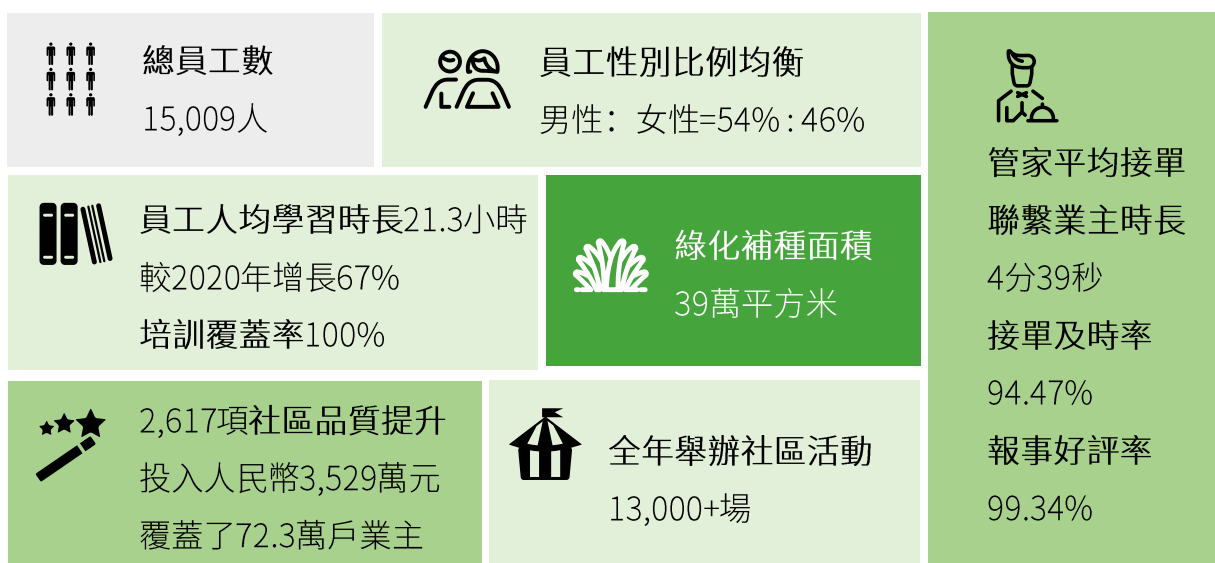 總員工數
15,009人
員工性別比例均衡
男性：女性=54% : 46%
員工人均學習時長21.3小時
較2020年增長67%
培訓覆蓋率100%
綠化補種面積
39萬平方米
2,617項社區品質提升
投入人民幣3,529萬元
覆蓋了72.3萬戶業主
全年舉辦社區活動
13,000+場
管家平均接單
聯繫業主時長
4分39秒
接單及時率
94.47%
報事好評率
99.34%